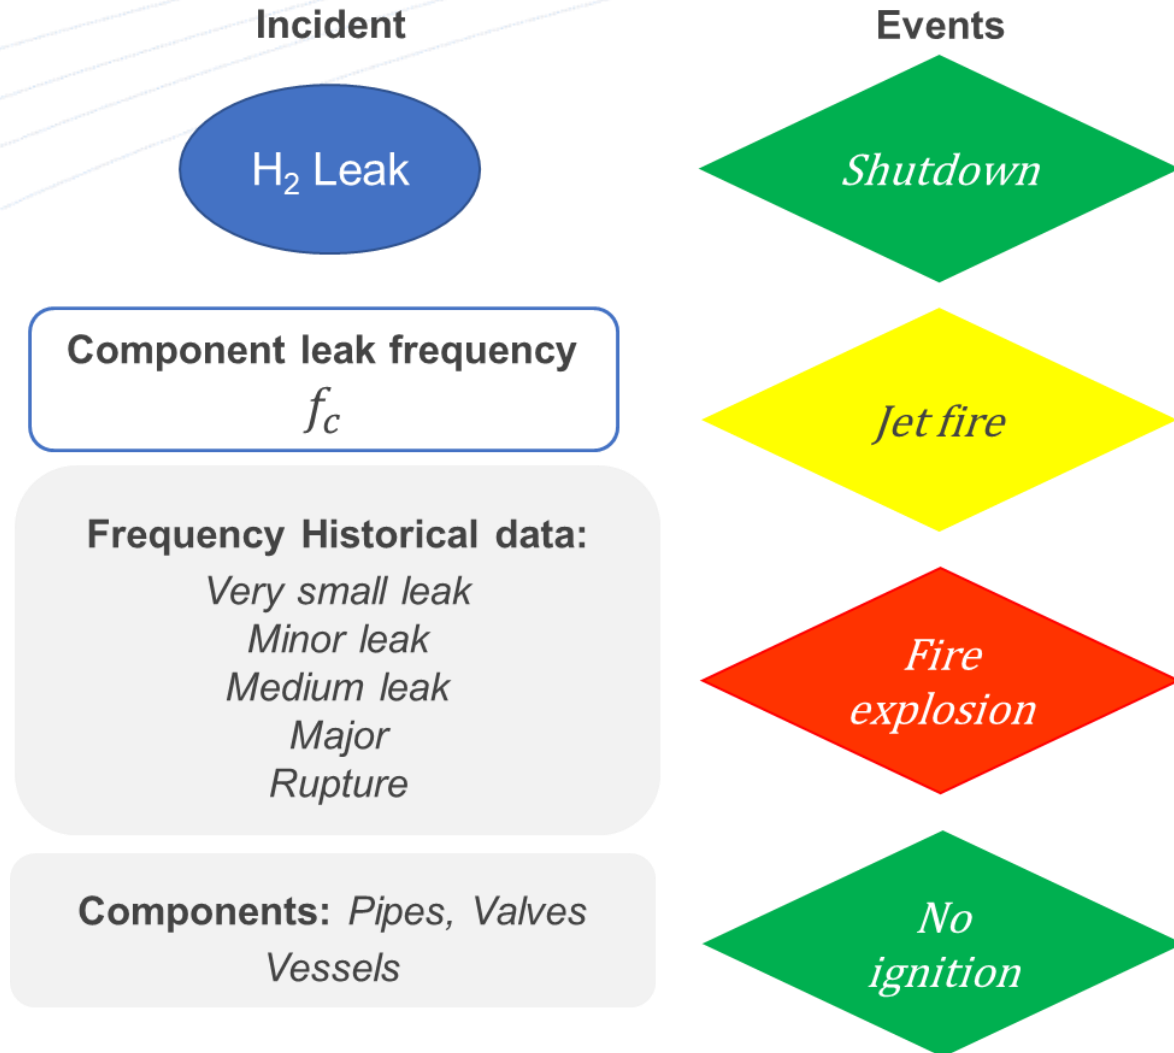 Incident
H₂ Leak
Component leak frequency
f_c
Frequency Historical data:
Very small leak
Minor leak
Medium leak
Major
Rupture
Components: Pipes, Valves
Vessels
Events
Shutdown
Jet fire
Fire
explosion
No
ignition